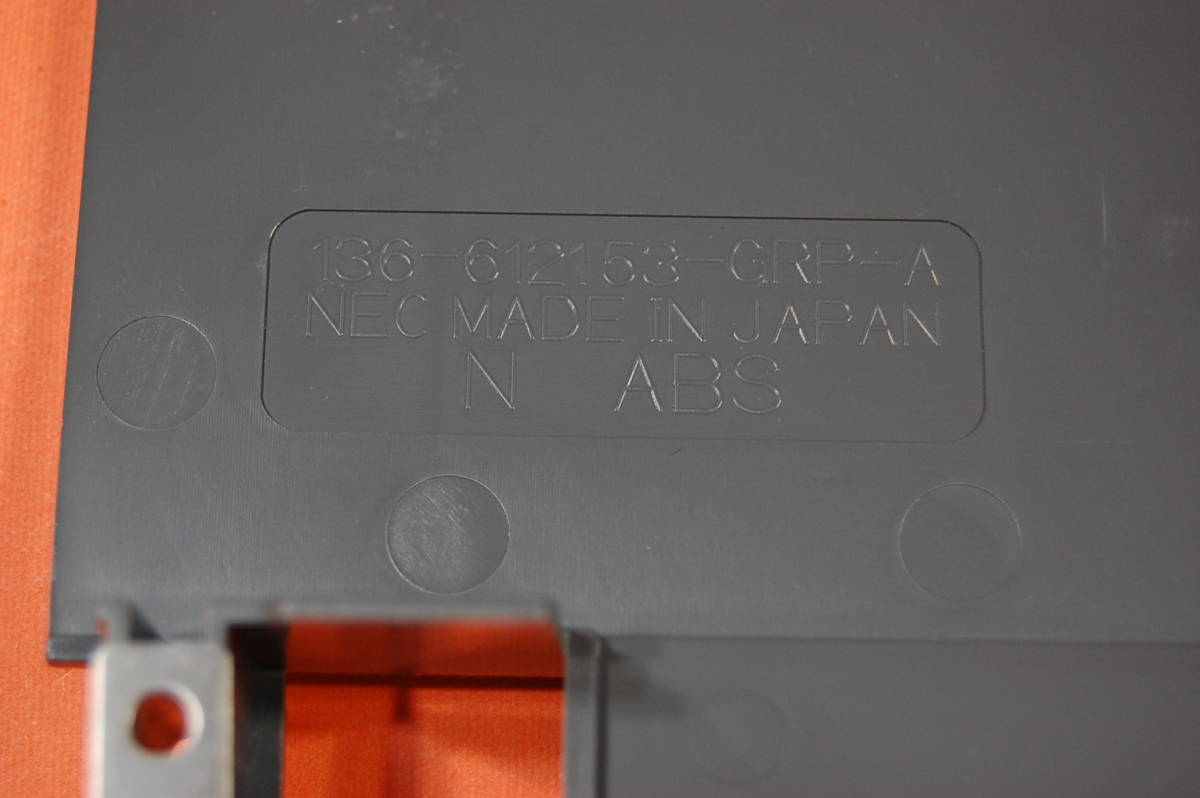 136-612153-GRP-A
NEC MADE IN JAPAN
N ABS